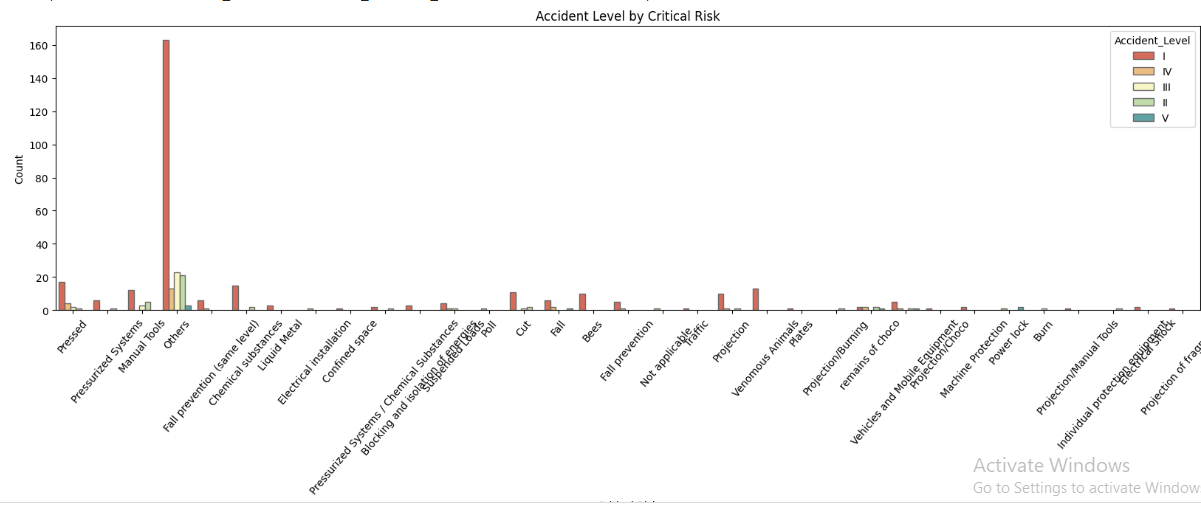 Accident Level by Critical Risk
Accident_Level
I
IV
III
II
V
Count
160
140
120
100
80
60
40
20
0
Pressed
Pressurized Systems
Manual Tools
Others
Fall prevention (same level)
Chemical substances
Liquid Metal
Electrical installation
Confined space
Pressurized Systems / Chemical Substances
Blocking and isolation of energies
Suspended Loads
Poll
Cut
Fall
Bees
Fall prevention
Not applicable
Traffic
Projection
Venomous Animals
Plates
Projection/Burning
remains of choco
Vehicles and Mobile Equipment
Projection/Choco
Machine Protection
Power lock
Burn
Projection/Manual Tools
Individual protection equipment
Electrical Shock
Projection of frag
Activate Windows
Go to Settings to activate Window